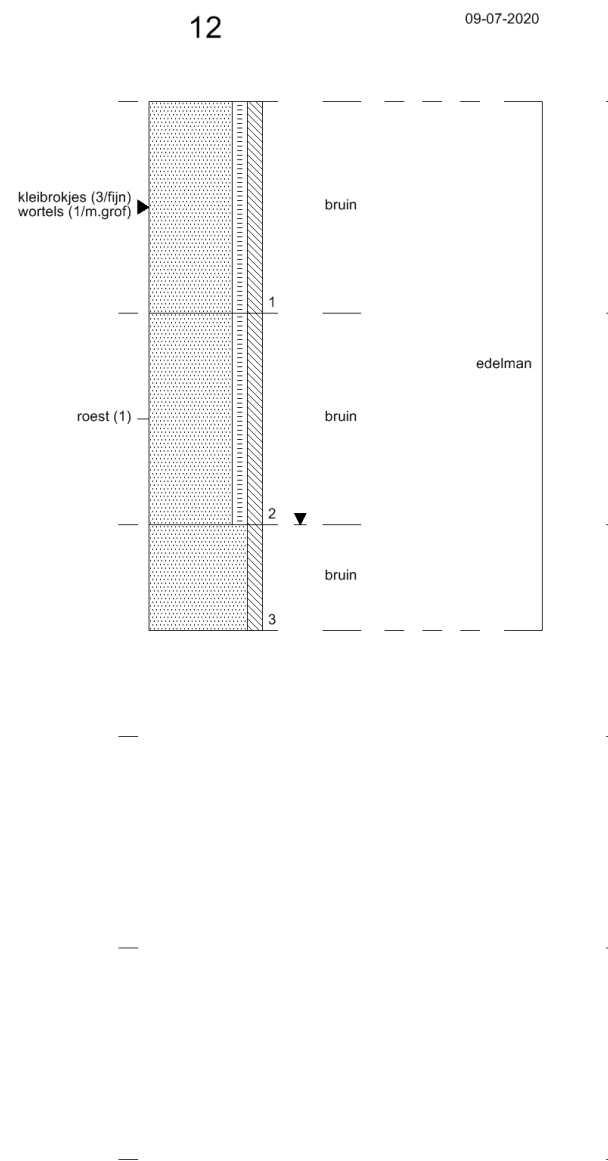 12
09-07-2020
kleibrokjes (3/fijn)
wortels (1/m.grof)
bruin
1
edelman
roest (1)
bruin
2
bruin
3